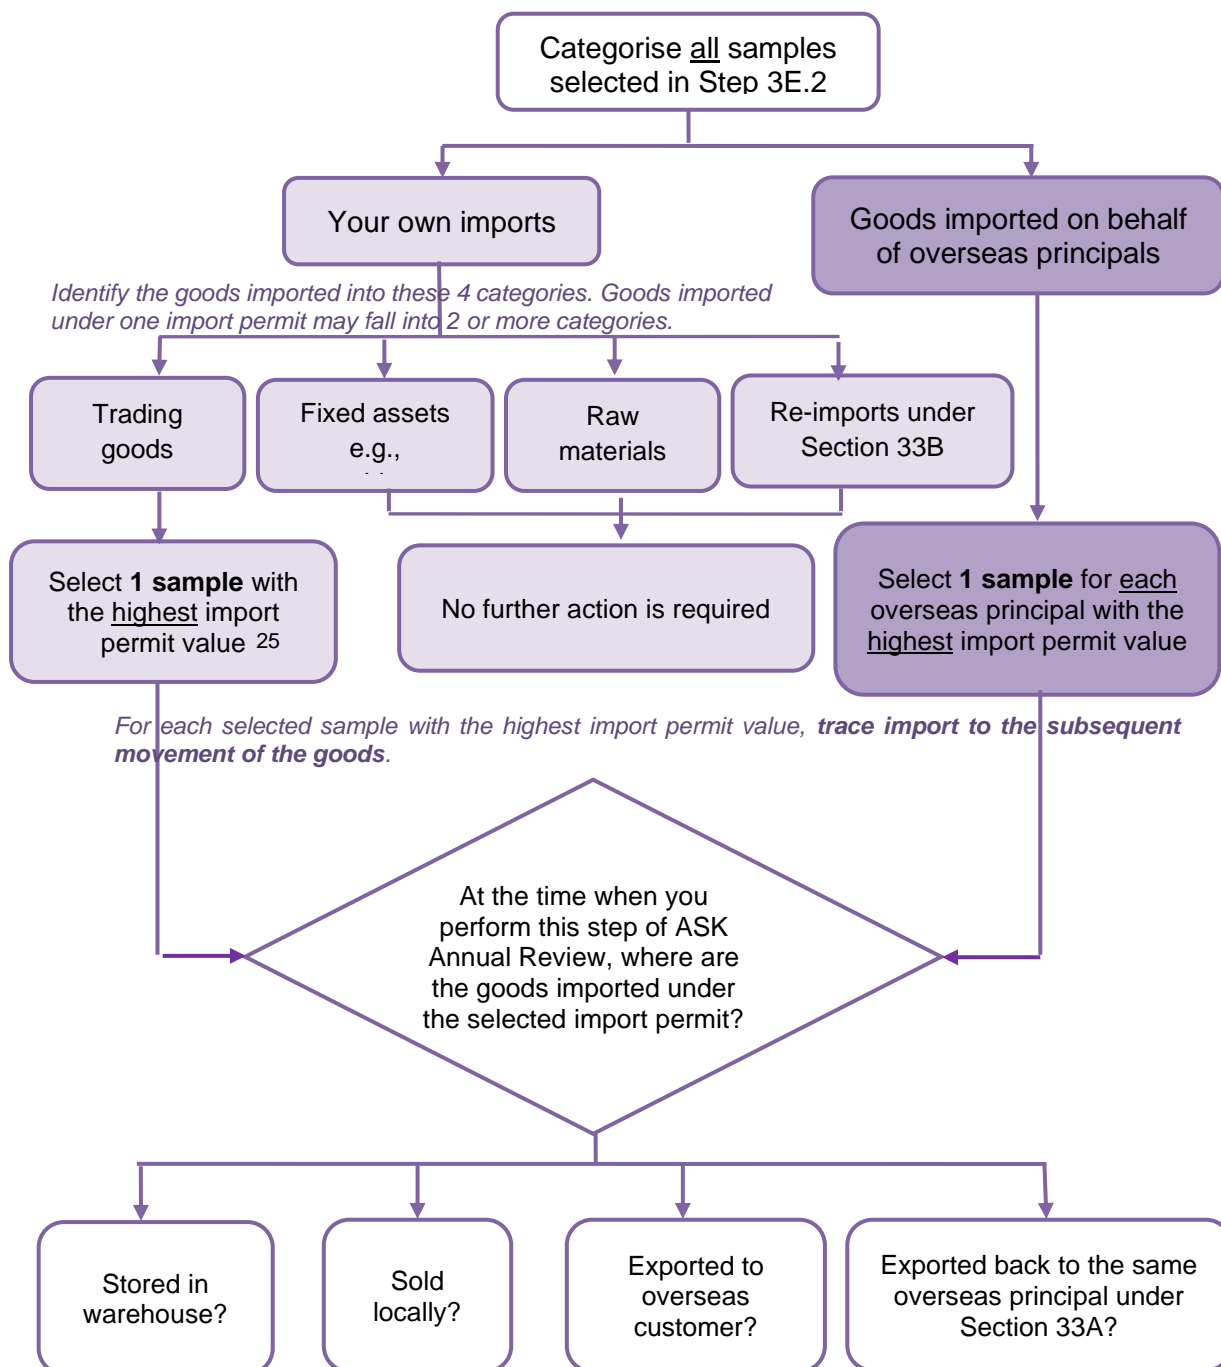 Categorise all samples
selected in Step 3E.2
Your own imports
Goods imported on behalf
of overseas principals
Identify the goods imported into these 4 categories. Goods imported
under one import permit may fall into 2 or more categories.
Trading
goods
Fixed assets
e.g.,
Raw
materials
Re-imports under
Section 33B
Select 1 sample with
the highest import
permit value 25
No further action is required
Select 1 sample for each
overseas principal with the
highest import permit value
For each selected sample with the highest import permit value, trace import to the subsequent
movement of the goods.
At the time when you
perform this step of ASK
Annual Review, where are
the goods imported under
the selected import permit?
Stored in
warehouse?
Sold
locally?
Exported to
overseas
customer?
Exported back to the same
overseas principal under
Section 33A?